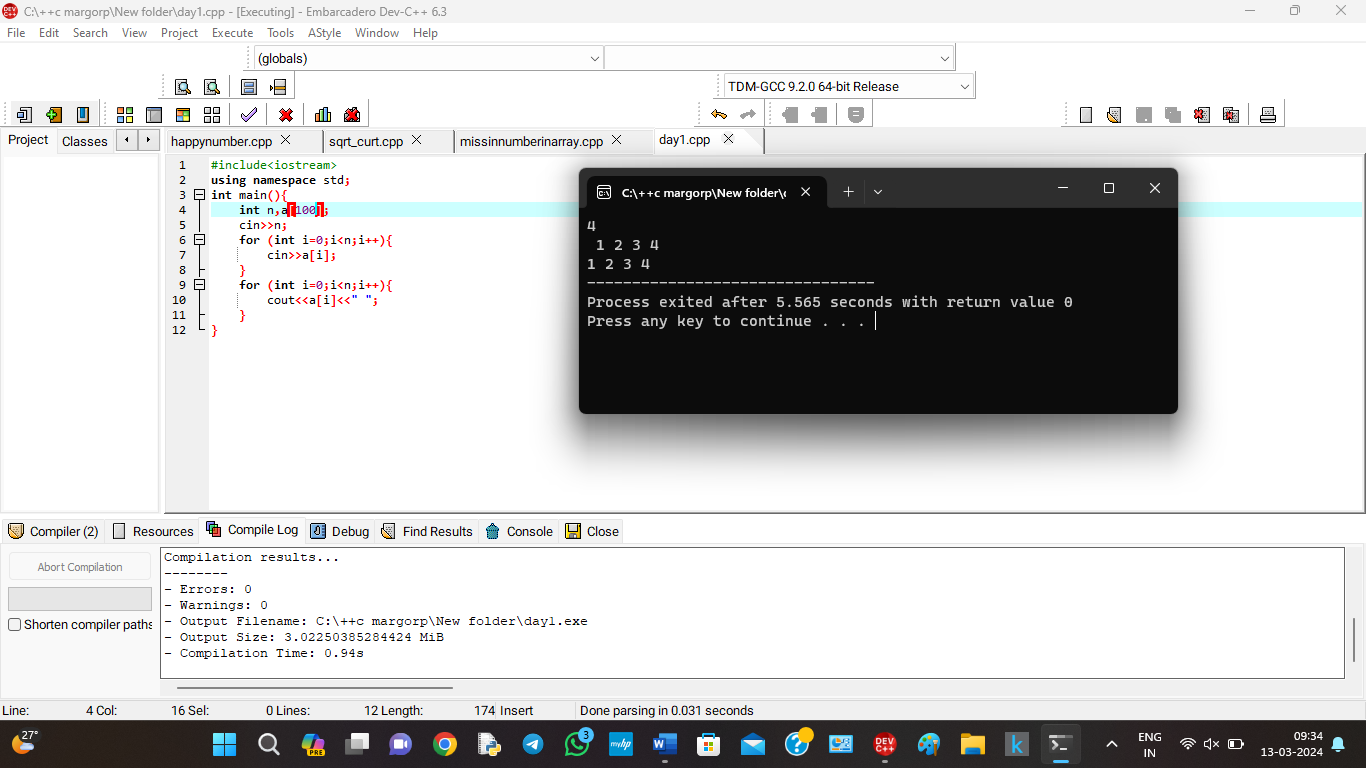 C:\++c margorp\New folder\day1.cpp - [Executing] - Embarcadero Dev-C++ 6.3
File Edit Search View Project Execute Tools AStyle Window Help
(globals)
TDM-GCC 9.2.0 64-bit Release
Project Classes happynumber.cpp sqrt_curt.cpp missinnumberinarray.cpp day1.cpp
1 #include<iostream>
2 using namespace std;
3 int main(){
4 int n,a[100];
5 cin>>n;
6 for (int i=0;i<n;i++){
7 cin>>a[i];
8 }
9 for (int i=0;i<n;i++){
10 cout<<a[i]<<" ";
11 }
12 }
C:\++c margorp\New folder\
4
1 2 3 4
1 2 3 4
--------------------------------
Process exited after 5.565 seconds with return value 0
Press any key to continue . . .
Compiler (2) Resources Compile Log Debug Find Results Console Close
Abort Compilation
Shorten compiler paths
Compilation results...
--------
- Errors: 0
- Warnings: 0
- Output Filename: C:\++c margorp\New folder\day1.exe
- Output Size: 3.02250385284424 MiB
- Compilation Time: 0.94s
Line: 4 Col: 16 Sel: 0 Lines: 12 Length: 174 Insert Done parsing in 0.031 seconds
27°
PRE
3
myhp
DEV C++
k
ENG
IN
09:34
13-03-2024